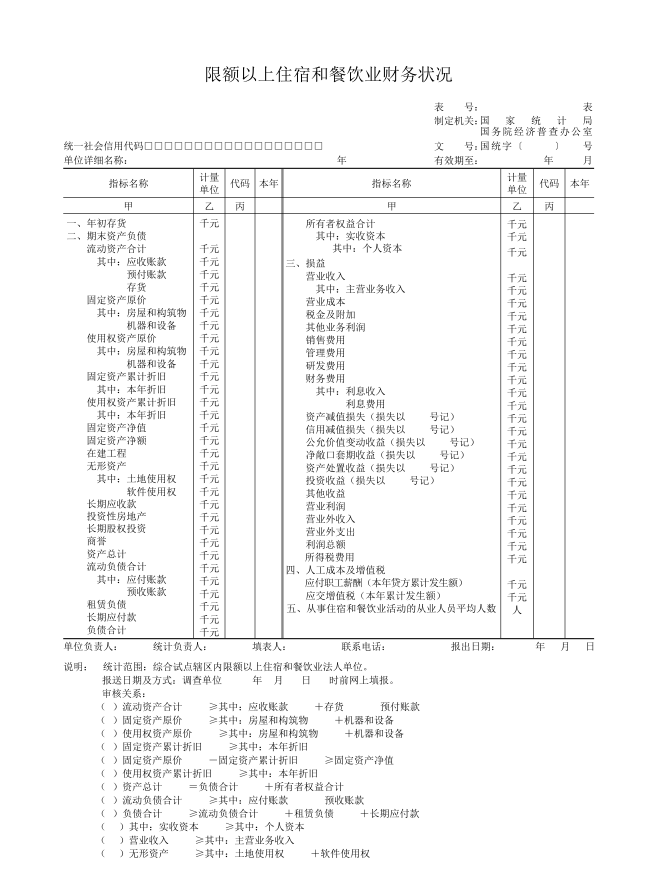 限额以上住宿和餐饮业财务状况
表　　号：　　　　　　　　　表
制定机关：国家统计局
国务院经济普查办公室
统一社会信用代码□□□□□□□□□□□□□□□□□□
文　　号：国统字〔　　　〕　　号
单位详细名称：　　　　　　　　　　年
有效期至：　　　　　　年　　　月
指标名称 计量单位 代码 本年 指标名称 计量单位 代码 本年
甲 乙 丙 甲 乙 丙
一、年初存货 千元
二、期末资产负债
流动资产合计 千元
其中：应收账款 千元
预付账款 千元
存货 千元
固定资产原价 千元
其中：房屋和构筑物 千元
机器和设备 千元
使用权资产原价 千元
其中：房屋和构筑物 千元
机器和设备 千元
固定资产累计折旧 千元
其中：本年折旧 千元
使用权资产累计折旧 千元
其中：本年折旧 千元
固定资产净值 千元
固定资产净额 千元
在建工程 千元
无形资产 千元
其中：土地使用权 千元
软件使用权 千元
长期应收款 千元
投资性房地产 千元
长期股权投资 千元
商誉 千元
资产总计 千元
流动负债合计 千元
其中：应付账款 千元
预收账款 千元
租赁负债 千元
长期应付款 千元
负债合计 千元
所有者权益合计 千元
其中：实收资本 千元
其中：个人资本 千元
三、损益
营业收入 千元
其中：主营业务收入 千元
营业成本 千元
税金及附加 千元
其他业务利润 千元
销售费用 千元
管理费用 千元
研发费用 千元
财务费用 千元
其中：利息收入 千元
利息费用 千元
资产减值损失（损失以　　号记） 千元
信用减值损失（损失以　　号记） 千元
公允价值变动收益（损失以　　号记） 千元
净敞口套期收益（损失以　　号记） 千元
资产处置收益（损失以　　号记） 千元
投资收益（损失以　　号记） 千元
其他收益 千元
营业利润 千元
营业外收入 千元
营业外支出 千元
利润总额 千元
所得税费用 千元
四、人工成本及增值税
应付职工薪酬（本年贷方累计发生额） 千元
应交增值税（本年累计发生额） 千元
五、从事住宿和餐饮业活动的从业人员平均人数 人
单位负责人：　　　统计负责人：　　　填表人：　　　联系电话：　　　报出日期：　　　年　月　日
说明：　统计范围：综合试点辖区内限额以上住宿和餐饮业法人单位。
报送日期及方式：调查单位　　　年　月　日　时前网上填报。
审核关系：
（　）流动资产合计　　≥其中：应收账款　　＋存货　　　预付账款
（　）固定资产原价　　≥其中：房屋和构筑物　　＋机器和设备
（　）使用权资产原价　　≥其中：房屋和构筑物　　＋机器和设备
（　）固定资产累计折旧　　≥其中：本年折旧
（　）固定资产原价　　－固定资产累计折旧　　≥固定资产净值
（　）使用权资产累计折旧　　≥其中：本年折旧
（　）资产总计　　＝负债合计　　＋所有者权益合计
（　）流动负债合计　　≥其中：应付账款　　　预收账款
（　）负债合计　　≥流动负债合计　　＋租赁负债　　＋长期应付款
（　）其中：实收资本　　≥其中：个人资本
（　）营业收入　　≥其中：主营业务收入
（　）无形资产　　≥其中：土地使用权　　＋软件使用权